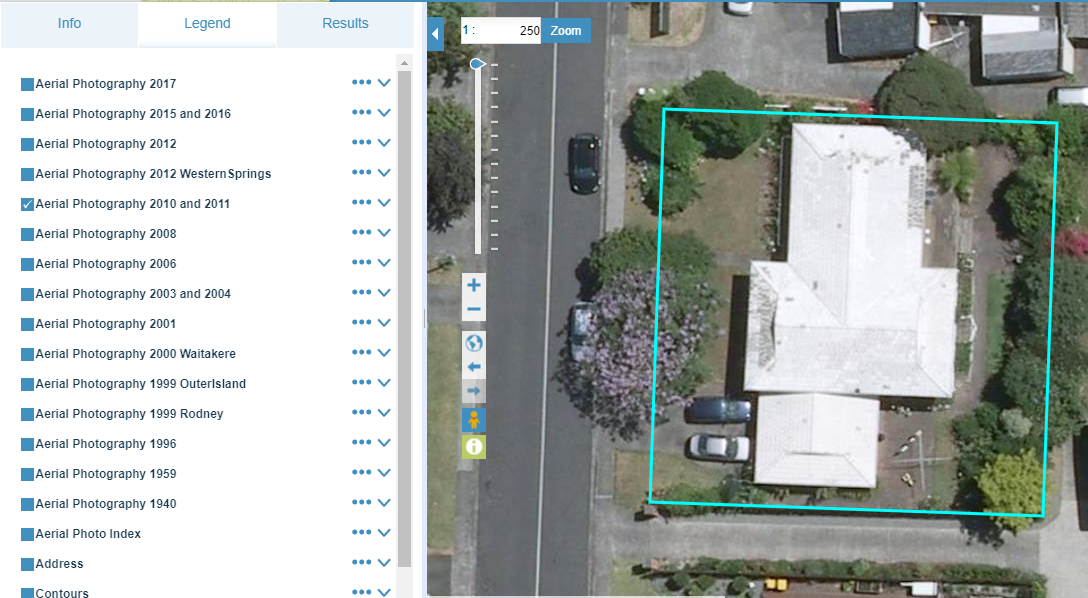 Info
Legend
Results
1 : 250 Zoom
Aerial Photography 2017
Aerial Photography 2015 and 2016
Aerial Photography 2012
Aerial Photography 2012 WesternSprings
Aerial Photography 2010 and 2011
Aerial Photography 2008
Aerial Photography 2006
Aerial Photography 2003 and 2004
Aerial Photography 2001
Aerial Photography 2000 Waitakere
Aerial Photography 1999 OuterIsland
Aerial Photography 1999 Rodney
Aerial Photography 1996
Aerial Photography 1959
Aerial Photography 1940
Aerial Photo Index
Address
Contours